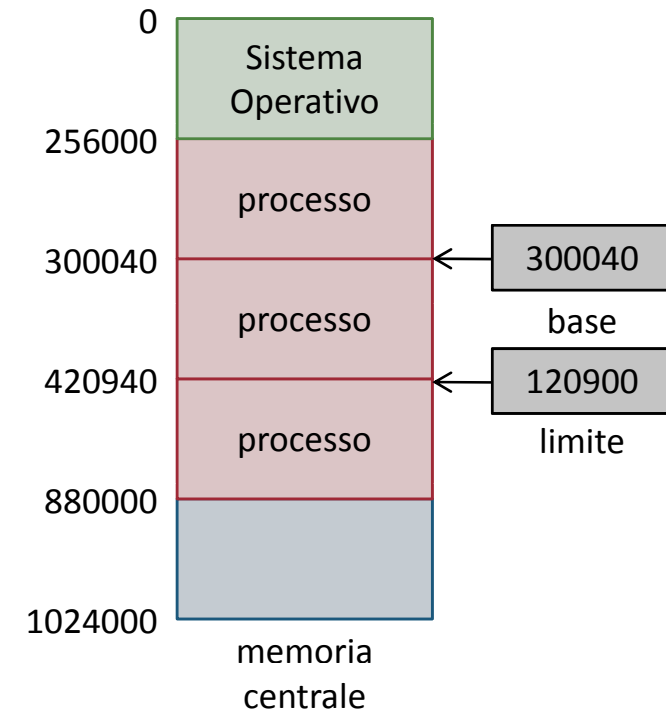 0
Sistema
Operativo
256000
processo
300040
300040
base
processo
420940
120900
limite
processo
880000
1024000
memoria
centrale